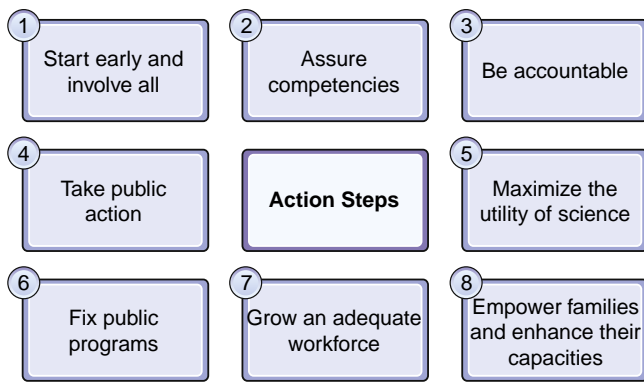 1
Start early and
involve all
2
Assure
competencies
3
Be accountable
4
Take public
action
Action Steps
5
Maximize the
utility of science
6
Fix public
programs
7
Grow an adequate
workforce
8
Empower families
and enhance their
capacities